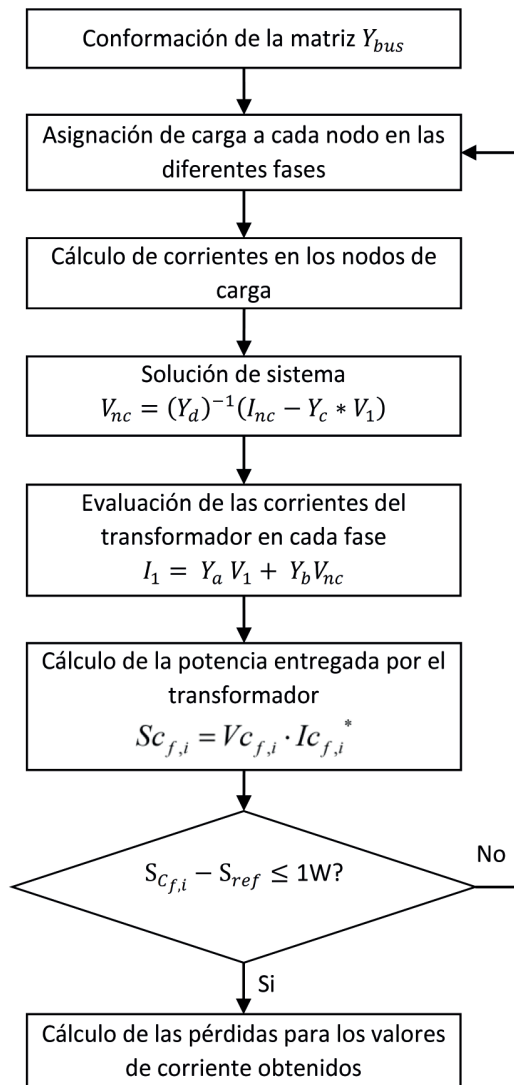 Conformación de la matriz Y_bus
Asignación de carga a cada nodo en las
diferentes fases
Cálculo de corrientes en los nodos de
carga
Solución de sistema
V_nc = (Y_d)^−1(I_nc − Y_c * V_1)
Evaluación de las corrientes del
transformador en cada fase
I_1 = Y_a V_1 + Y_b V_nc
Cálculo de la potencia entregada por el
transformador
Sc_f,i = Vc_f,i · Ic_f,i*
S_C_f,i − S_ref ≤ 1W?
No
Si
Cálculo de las pérdidas para los valores
de corriente obtenidos